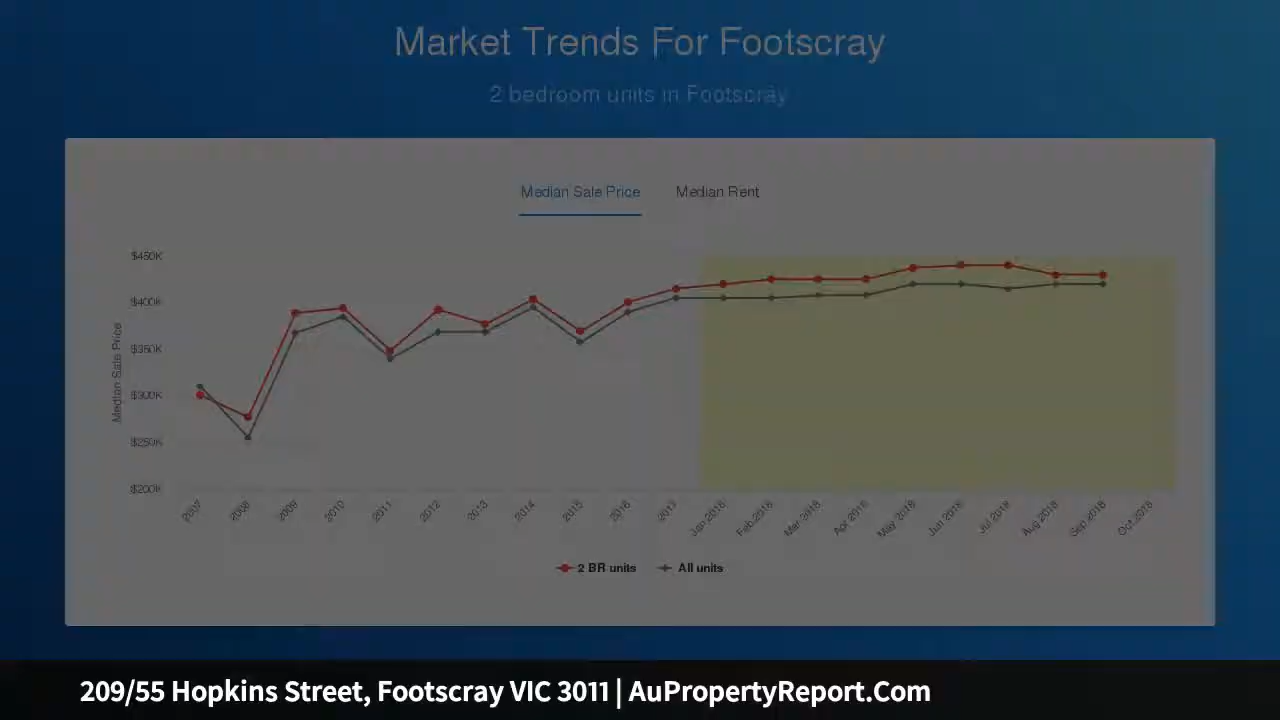 Market Trends For Footscray
2 bedroom units in Footscray
Median Sale Price Median Rent
$450K
$400K
$350K
$300K
$250K
$200K
Median Sale Price
2007 2008 2009 2010 2011 2012 2013 2014 2015 2016 2017 Jan 2018 Feb 2018 Mar 2018 Apr 2018 May 2018 Jun 2018 Jul 2018 Aug 2018 Sep 2018 Oct 2018
2 BR units All units
209/55 Hopkins Street, Footscray VIC 3011 | AuPropertyReport.Com